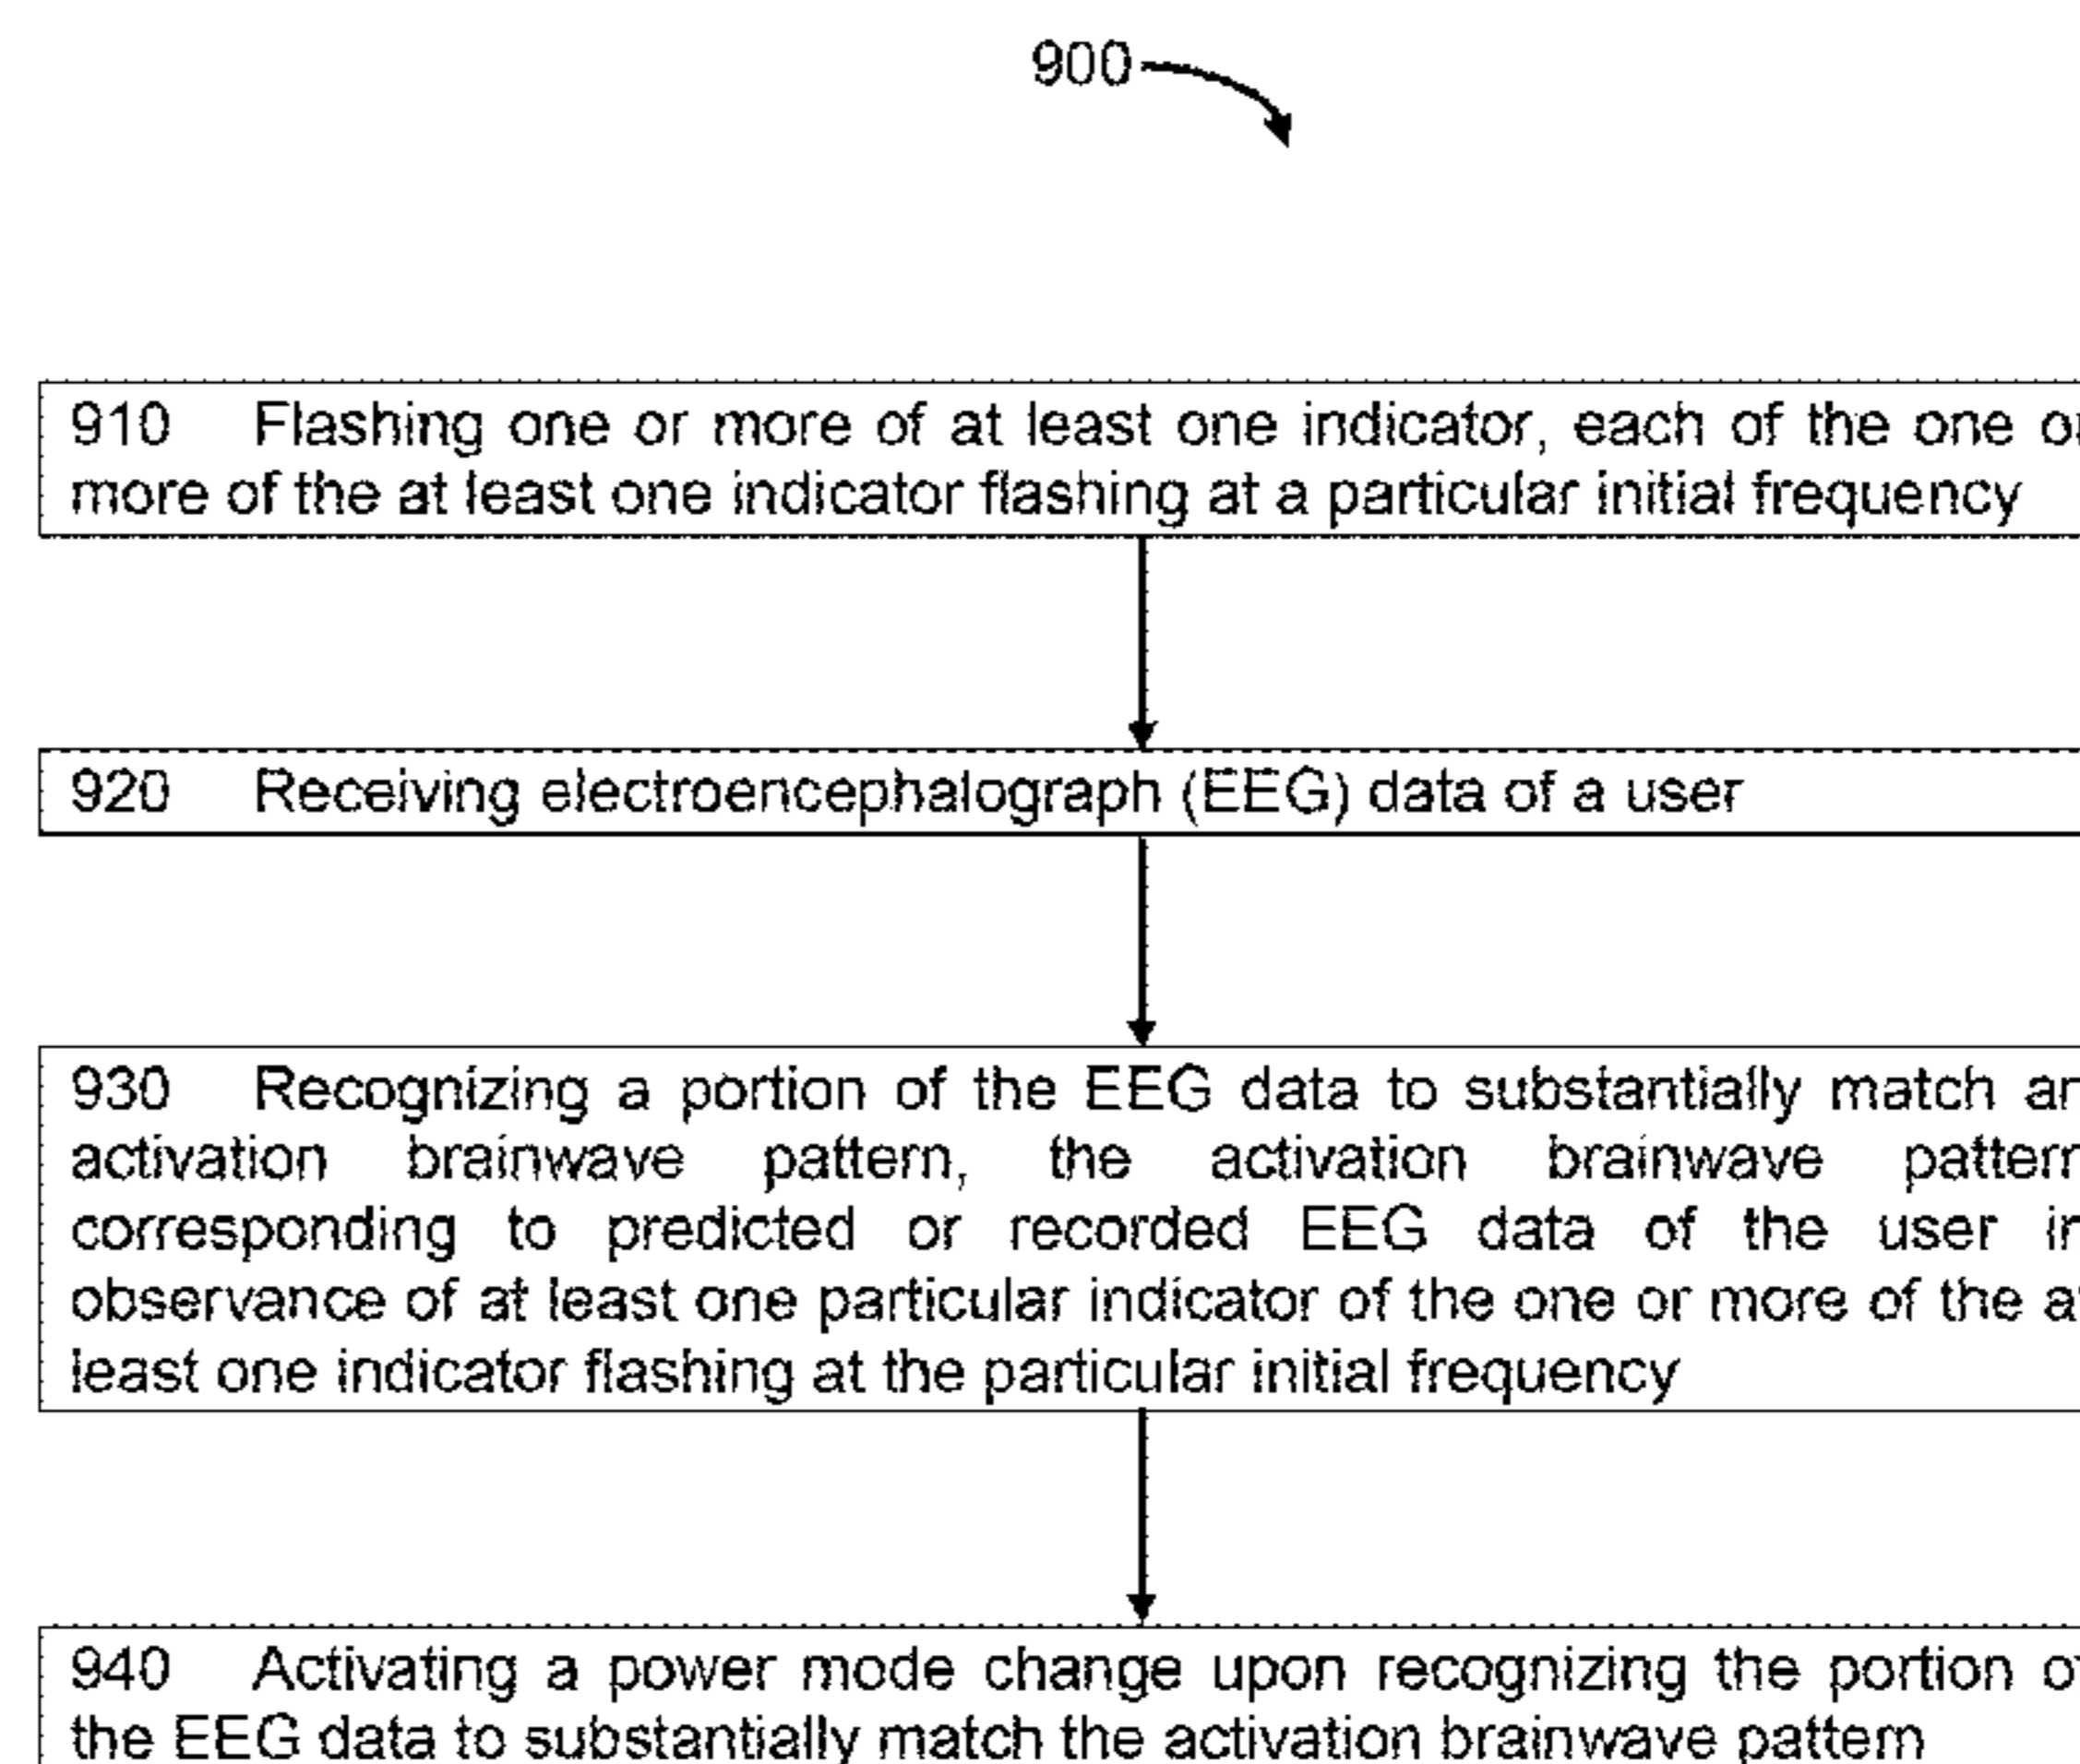 900
910 Flashing one or more of at least one indicator, each of the one or
more of the at least one indicator flashing at a particular initial frequency
920 Receiving electroencephalograph (EEG) data of a user
930 Recognizing a portion of the EEG data to substantially match an
activation brainwave pattern, the activation brainwave pattern
corresponding to predicted or recorded EEG data of the user in
observance of at least one particular indicator of the one or more of the at
least one indicator flashing at the particular initial frequency
940 Activating a power mode change upon recognizing the portion of
the EEG data to substantially match the activation brainwave pattern